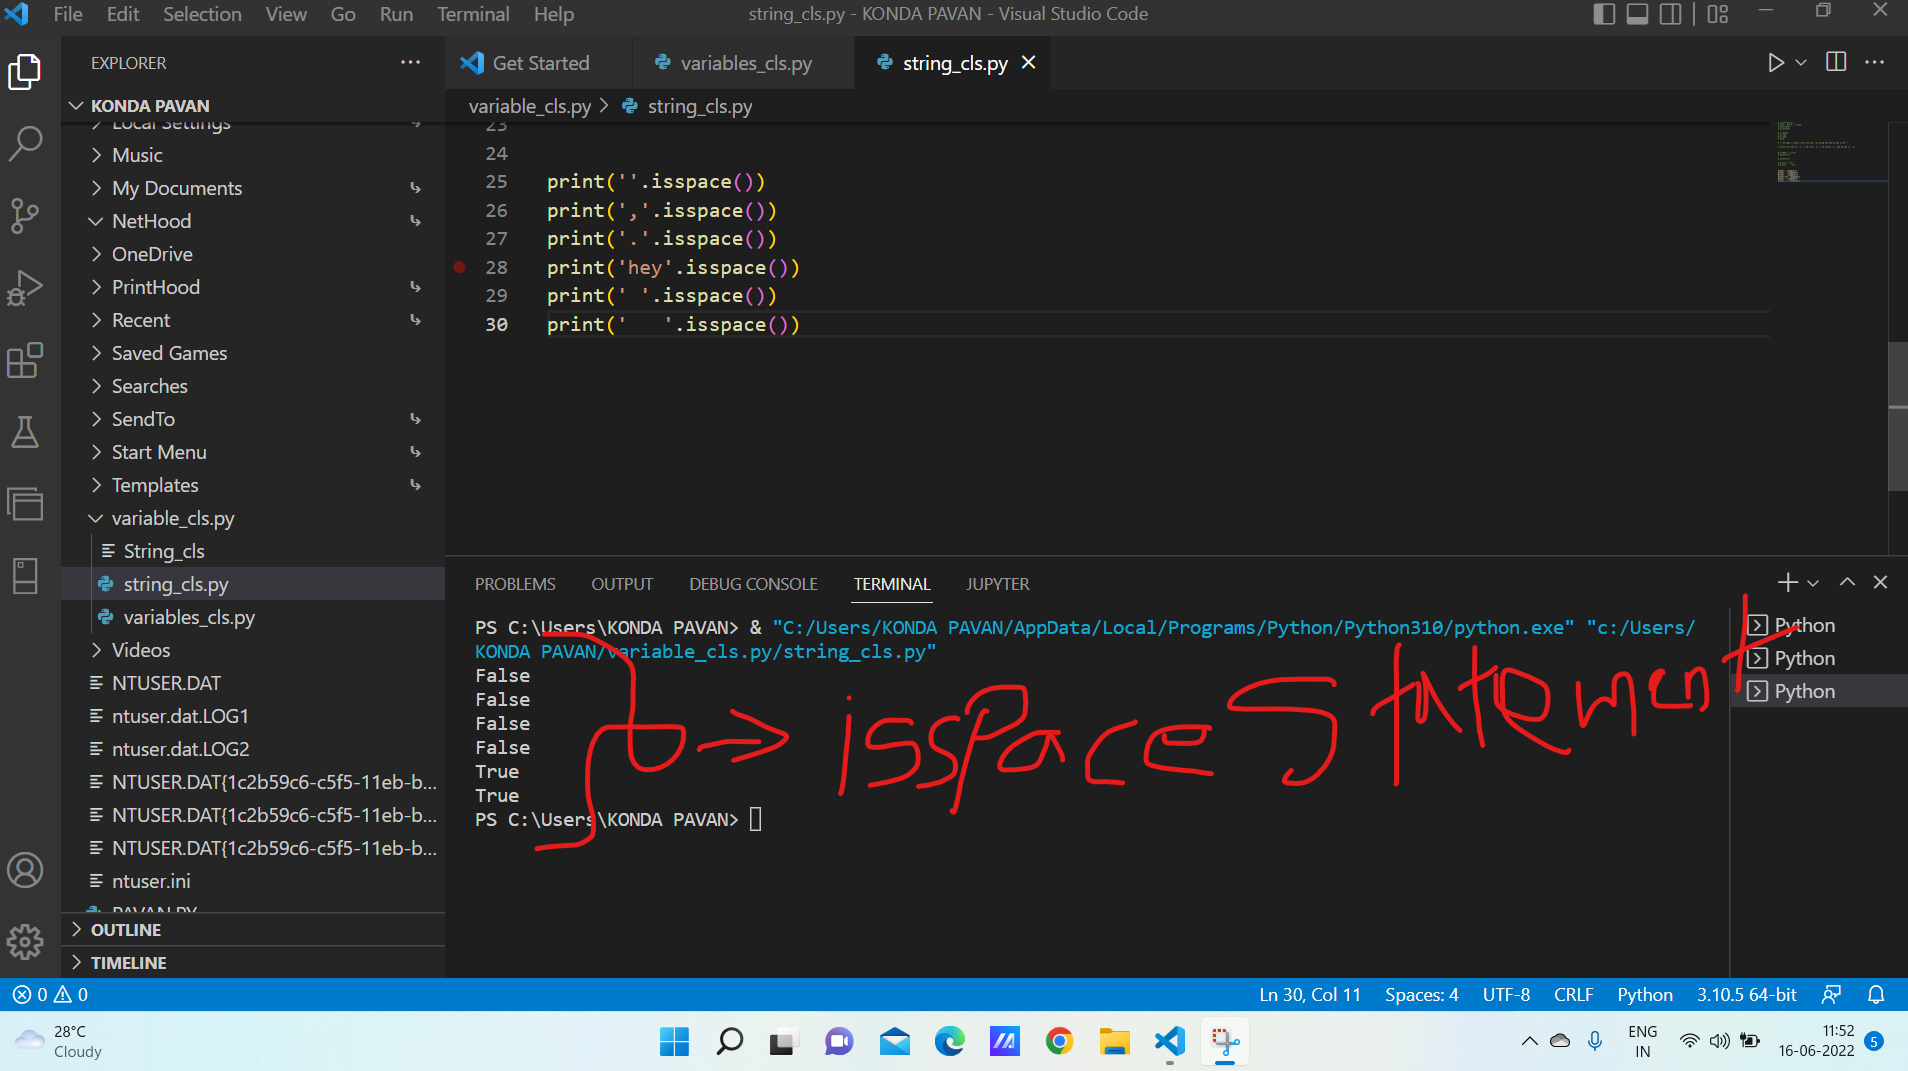 File Edit Selection View Go Run Terminal Help
string_cls.py - KONDA PAVAN - Visual Studio Code
EXPLORER
KONDA PAVAN
Local Settings
Music
My Documents
NetHood
OneDrive
PrintHood
Recent
Saved Games
Searches
SendTo
Start Menu
Templates
variable_cls.py
String_cls
string_cls.py
variables_cls.py
Videos
NTUSER.DAT
ntuser.dat.LOG1
ntuser.dat.LOG2
NTUSER.DAT{1c2b59c6-c5f5-11eb-b...
NTUSER.DAT{1c2b59c6-c5f5-11eb-b...
NTUSER.DAT{1c2b59c6-c5f5-11eb-b...
ntuser.ini
PAVAN.PY
OUTLINE
TIMELINE
Get Started variables_cls.py string_cls.py
variable_cls.py > string_cls.py
23
24
25 print(''.isspace())
26 print(','.isspace())
27 print('.'.isspace())
28 print('hey'.isspace())
29 print(' '.isspace())
30 print('   '.isspace())
PROBLEMS OUTPUT DEBUG CONSOLE TERMINAL JUPYTER
PS C:\Users\KONDA PAVAN> & "C:/Users/KONDA PAVAN/AppData/Local/Programs/Python/Python310/python.exe" "c:/Users/
KONDA PAVAN/variable_cls.py/string_cls.py"
False
False
False
False
True
True
PS C:\Users\KONDA PAVAN>
isspace Statement
Python
Python
Python
0 0
Ln 30, Col 11 Spaces: 4 UTF-8 CRLF Python 3.10.5 64-bit
28°C
Cloudy
ENG
IN
11:52
16-06-2022
5